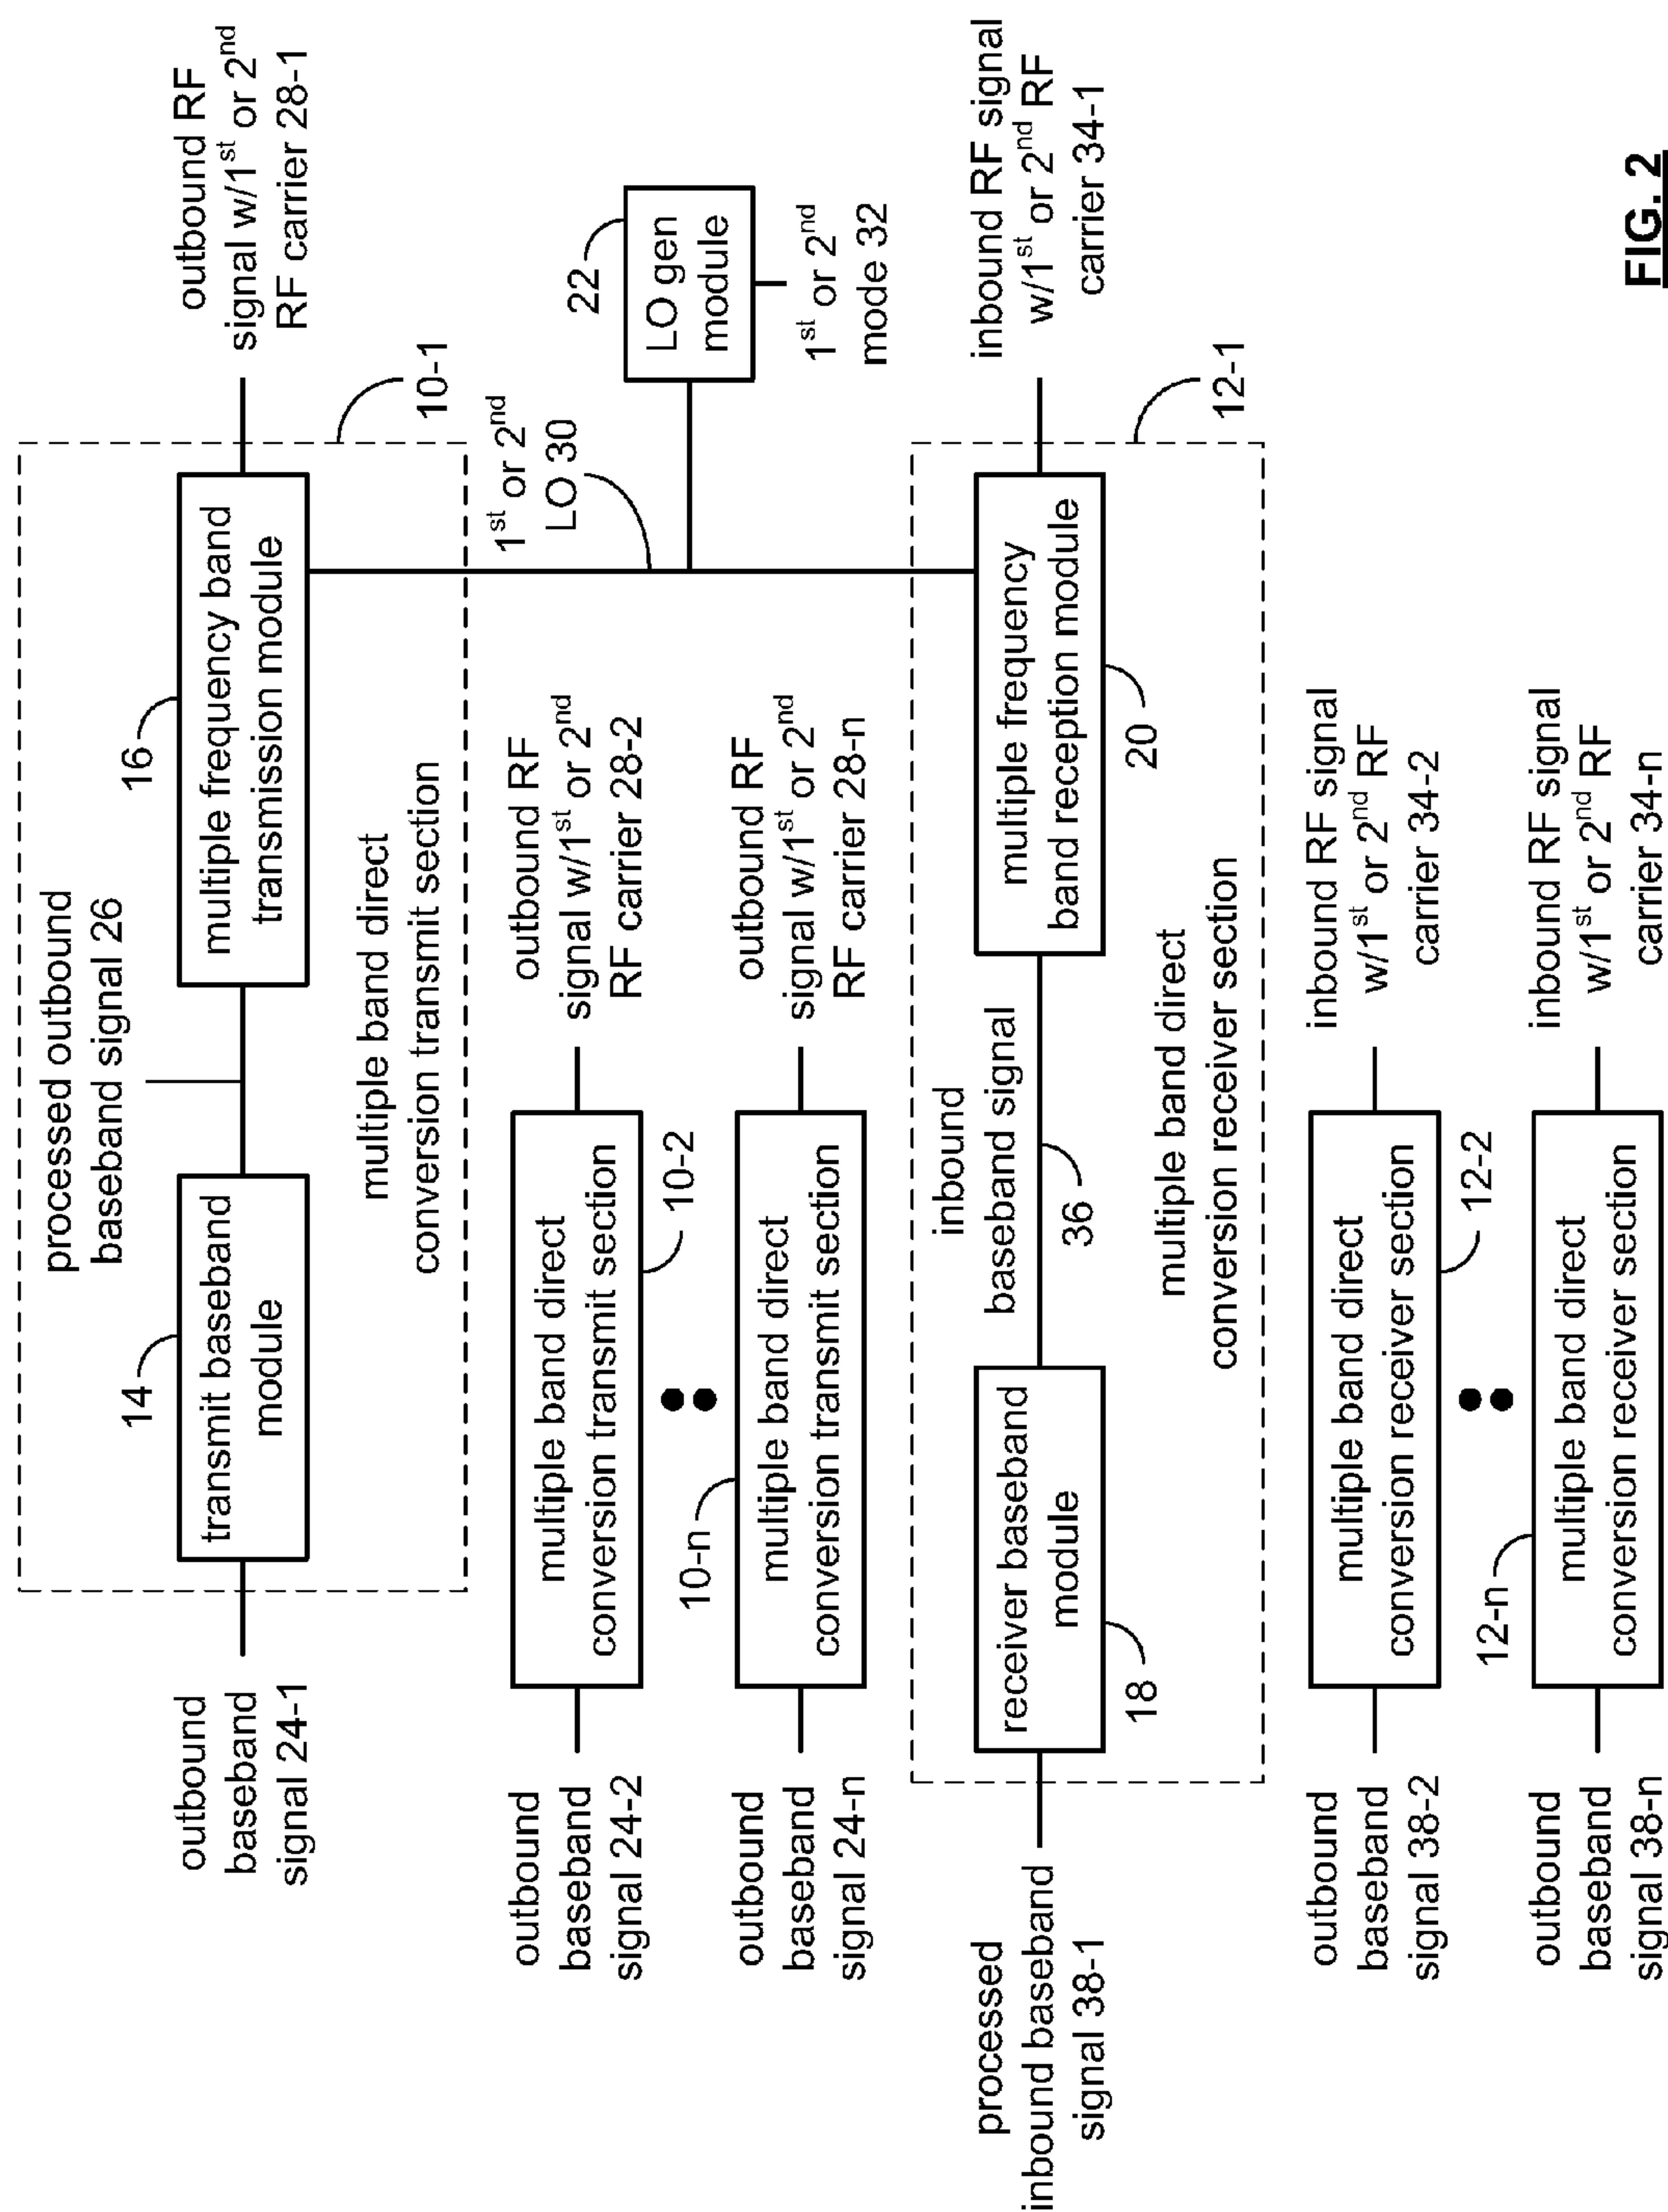 processed outbound
baseband signal 26
outbound
baseband
signal 24-1
14
transmit baseband
module
16
multiple frequency band
transmission module
outbound RF
signal w/1st or 2nd
RF carrier 28-1
multiple band direct
conversion transmit section
10-1
outbound
baseband
signal 24-2
multiple band direct
conversion transmit section
10-2
outbound RF
signal w/1st or 2nd
RF carrier 28-2
1st or 2nd
LO 30
22
LO gen
module
1st or 2nd
mode 32
10-n
outbound
baseband
signal 24-n
multiple band direct
conversion transmit section
outbound RF
signal w/1st or 2nd
RF carrier 28-n
processed
inbound baseband
signal 38-1
receiver baseband
module
18
inbound
baseband signal
36
multiple frequency
band reception module
20
inbound RF signal
w/1st or 2nd RF
carrier 34-1
multiple band direct
conversion receiver section
12-1
outbound
baseband
signal 38-2
multiple band direct
conversion receiver section
12-2
inbound RF signal
w/1st or 2nd RF
carrier 34-2
12-n
outbound
baseband
signal 38-n
multiple band direct
conversion receiver section
inbound RF signal
w/1st or 2nd RF
carrier 34-n
FIG. 2